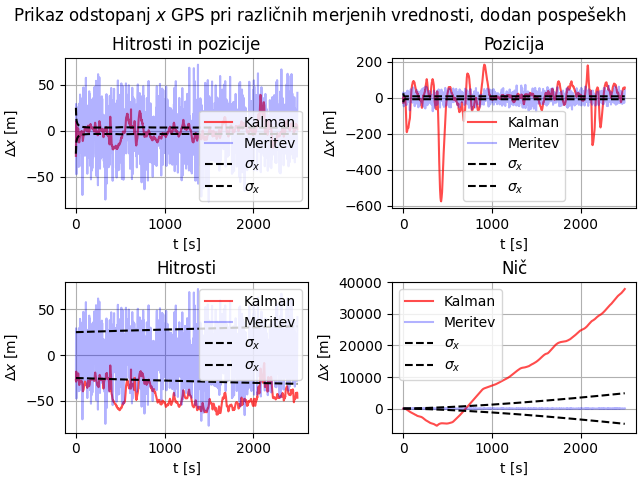 Prikaz odstopanj x GPS pri različnih merjenih vrednosti, dodan pospešekh
Hitrosti in pozicije
50
0
−50
Δx [m]
Kalman
Meritev
σx
σx
0 1000 2000
t [s]
Pozicija
200
0
−200
−400
−600
Δx [m]
Kalman
Meritev
σx
σx
0 1000 2000
t [s]
Hitrosti
50
0
−50
Δx [m]
Kalman
Meritev
σx
σx
0 1000 2000
t [s]
Nič
40000
30000
20000
10000
0
Δx [m]
Kalman
Meritev
σx
σx
0 1000 2000
t [s]